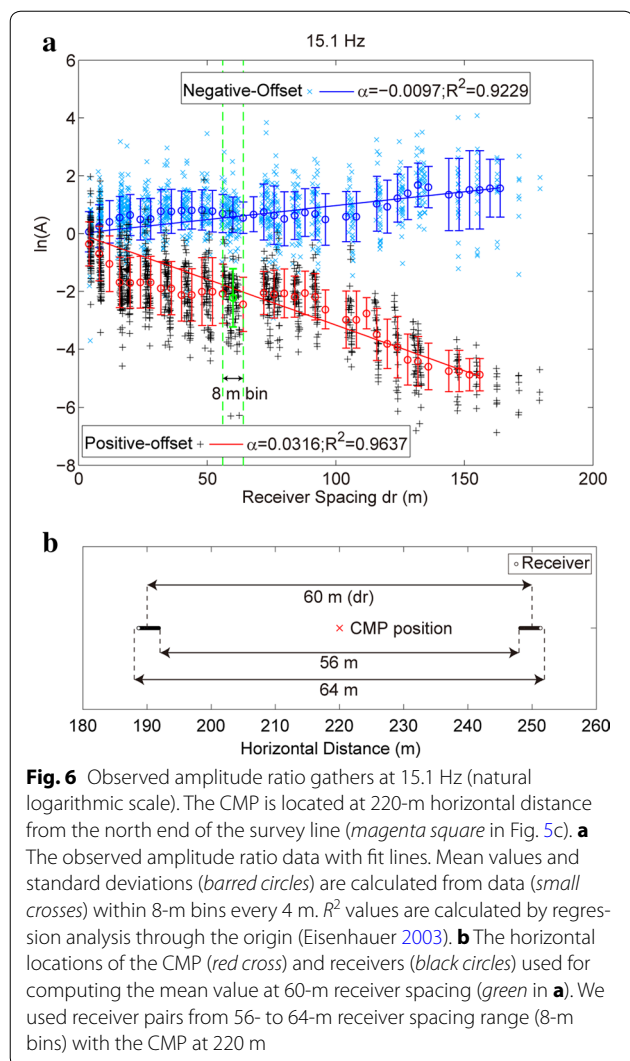 a
15.1 Hz
6
4
2
0
−2
−4
−6
−8
ln(A)
Negative-Offset × α=−0.0097;R²=0.9229
8 m bin
Positive-offset + α=0.0316;R²=0.9637
0 50 100 150 200
Receiver Spacing dr (m)
b
Receiver
60 m (dr)
× CMP position
56 m
64 m
180 190 200 210 220 230 240 250 260
Horizontal Distance (m)
Fig. 6 Observed amplitude ratio gathers at 15.1 Hz (natural
logarithmic scale). The CMP is located at 220-m horizontal distance
from the north end of the survey line (magenta square in Fig. 5c). a
The observed amplitude ratio data with fit lines. Mean values and
standard deviations (barred circles) are calculated from data (small
crosses) within 8-m bins every 4 m. R² values are calculated by regres-
sion analysis through the origin (Eisenhauer 2003). b The horizontal
locations of the CMP (red cross) and receivers (black circles) used for
computing the mean value at 60-m receiver spacing (green in a). We
used receiver pairs from 56- to 64-m receiver spacing range (8-m
bins) with the CMP at 220 m